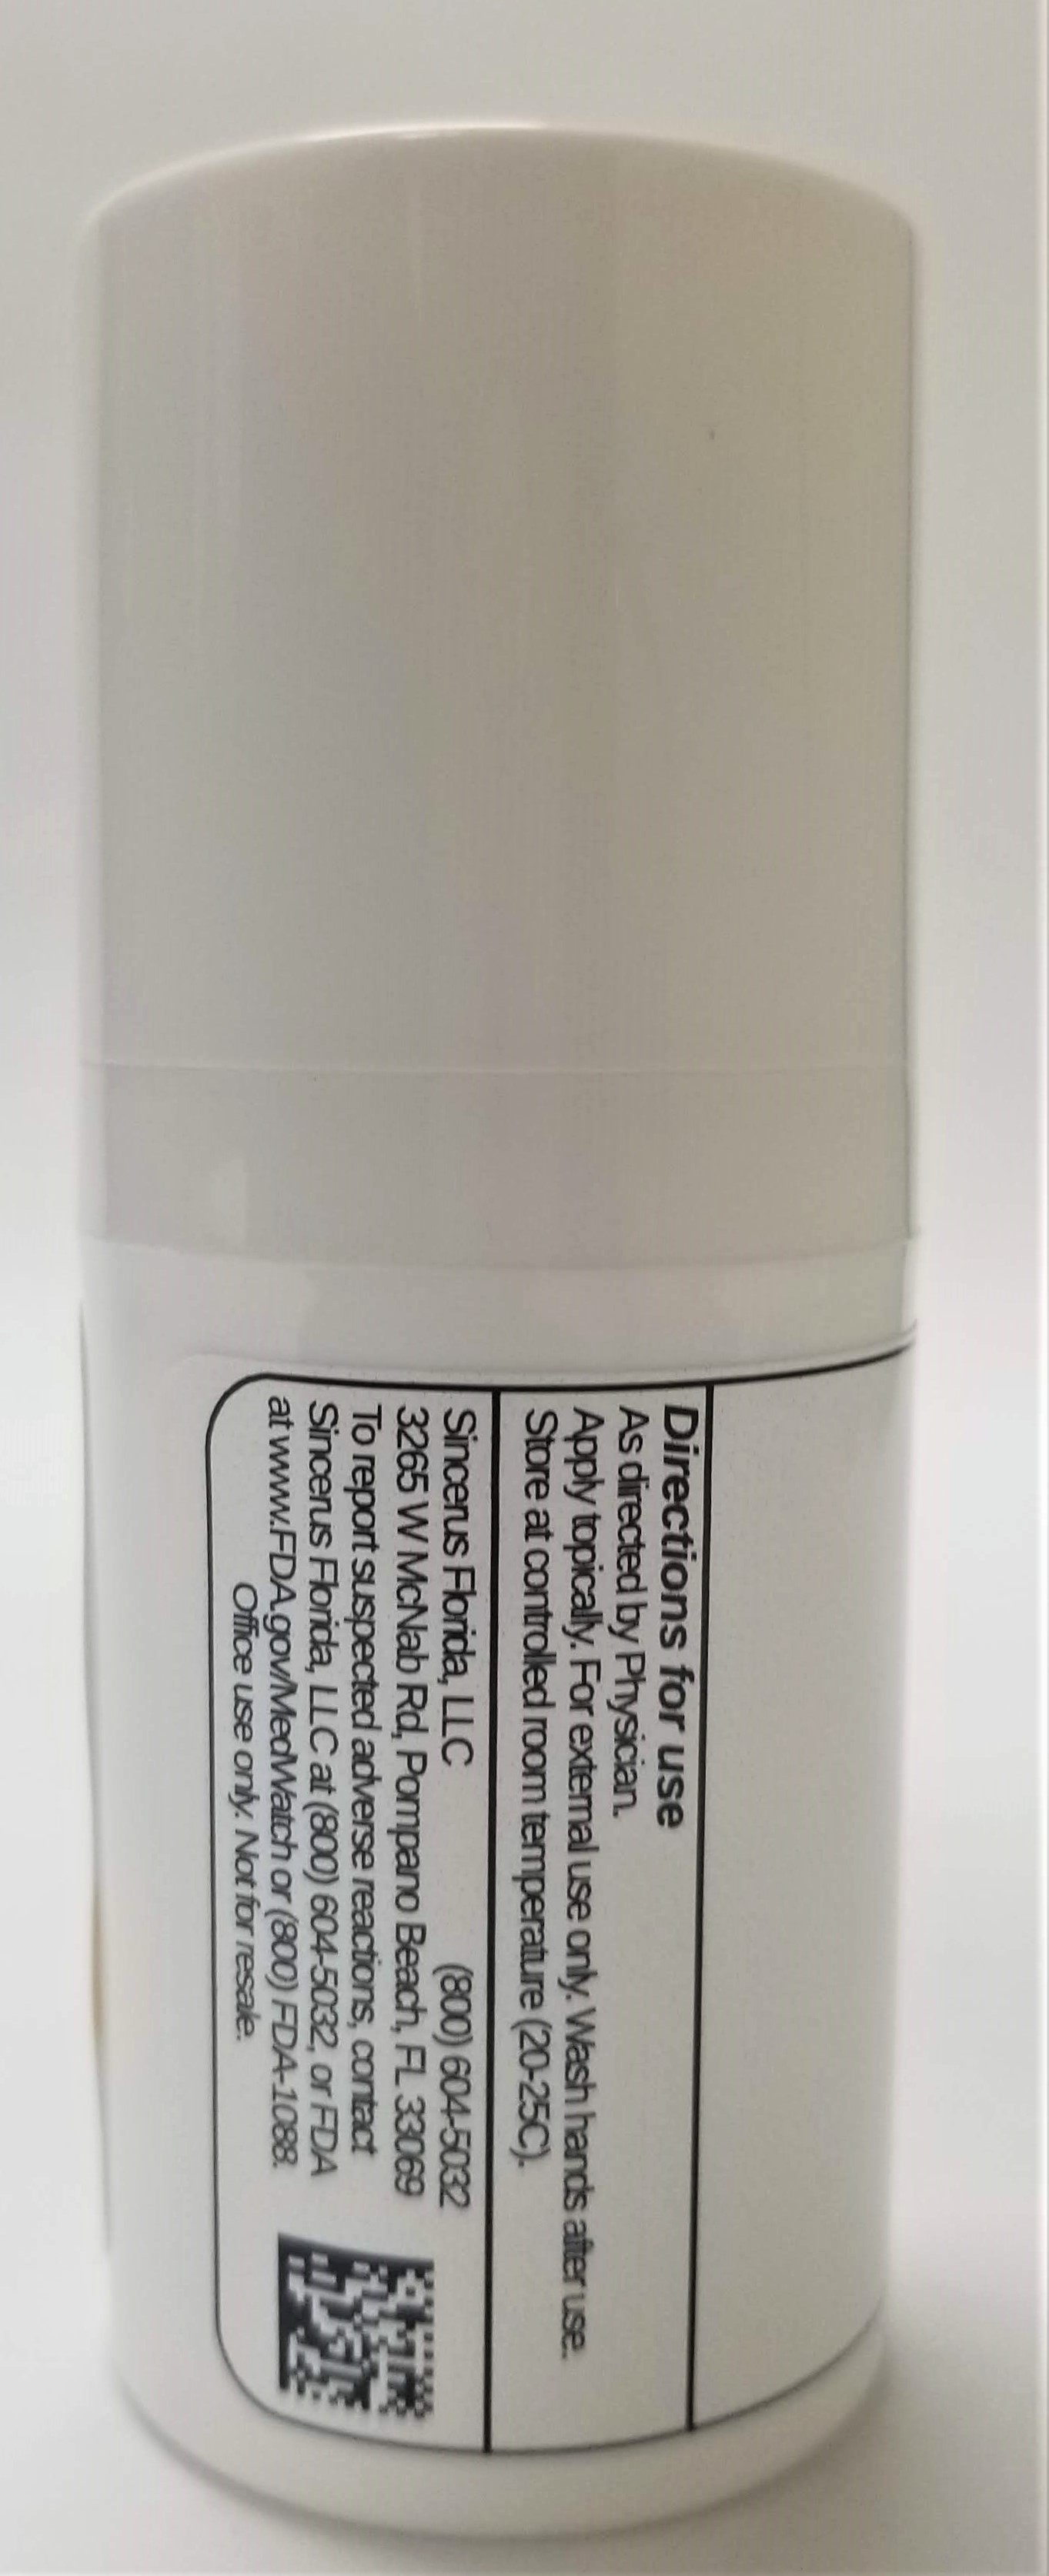 Directions for use
As directed by Physician.
Apply topically. For external use only. Wash hands after use.
Store at controlled room temperature (20-25C).
Sincerus Florida, LLC (800) 604-5032
3265 W McNab Rd, Pompano Beach, FL 33069
To report suspected adverse reactions, contact
Sincerus Florida, LLC at (800) 604-5032, or FDA
at www.FDA.gov/MedWatch or (800) FDA-1088.
Office use only. Not for resale.